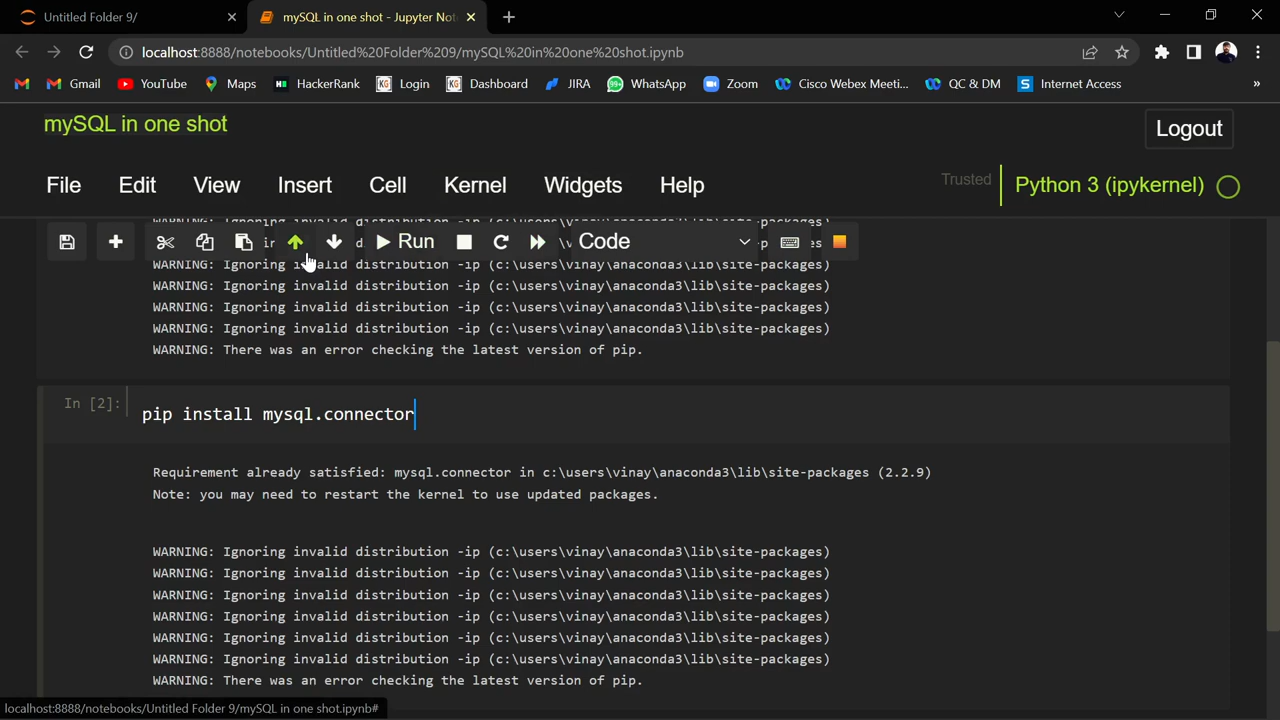 Untitled Folder 9/
mySQL in one shot - Jupyter Not
localhost:8888/notebooks/Untitled%20Folder%209/mySQL%20in%20one%20shot.ipynb
Gmail YouTube Maps HackerRank Login Dashboard JIRA WhatsApp Zoom Cisco Webex Meeti... QC & DM Internet Access »
mySQL in one shot
Logout
File Edit View Insert Cell Kernel Widgets Help
Trusted
Python 3 (ipykernel)
Run
Code
WARNING: Ignoring invalid distribution -ip (c:\users\vinay\anaconda3\lib\site-packages)
WARNING: Ignoring invalid distribution -ip (c:\users\vinay\anaconda3\lib\site-packages)
WARNING: Ignoring invalid distribution -ip (c:\users\vinay\anaconda3\lib\site-packages)
WARNING: Ignoring invalid distribution -ip (c:\users\vinay\anaconda3\lib\site-packages)
WARNING: Ignoring invalid distribution -ip (c:\users\vinay\anaconda3\lib\site-packages)
WARNING: There was an error checking the latest version of pip.
In [2]:
pip install mysql.connector
Requirement already satisfied: mysql.connector in c:\users\vinay\anaconda3\lib\site-packages (2.2.9)
Note: you may need to restart the kernel to use updated packages.
WARNING: Ignoring invalid distribution -ip (c:\users\vinay\anaconda3\lib\site-packages)
WARNING: Ignoring invalid distribution -ip (c:\users\vinay\anaconda3\lib\site-packages)
WARNING: Ignoring invalid distribution -ip (c:\users\vinay\anaconda3\lib\site-packages)
WARNING: Ignoring invalid distribution -ip (c:\users\vinay\anaconda3\lib\site-packages)
WARNING: Ignoring invalid distribution -ip (c:\users\vinay\anaconda3\lib\site-packages)
WARNING: Ignoring invalid distribution -ip (c:\users\vinay\anaconda3\lib\site-packages)
WARNING: There was an error checking the latest version of pip.
localhost:8888/notebooks/Untitled Folder 9/mySQL in one shot.ipynb#